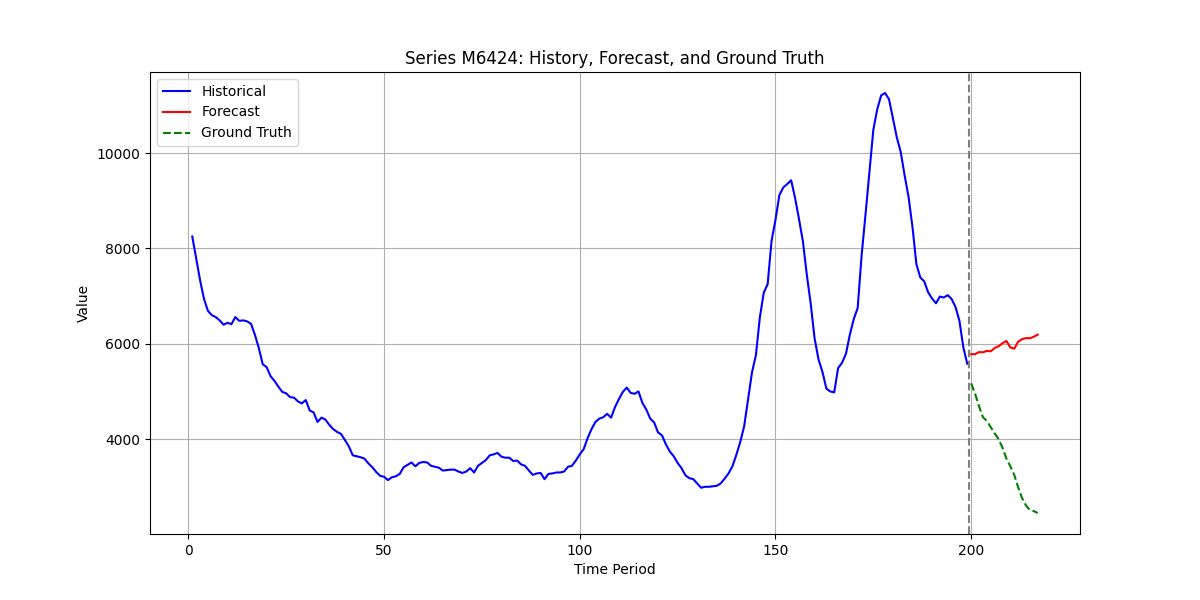 Series M6424: History, Forecast, and Ground Truth
Historical
Forecast
Ground Truth
10000
8000
6000
4000
Value
0
50
100
150
200
Time Period